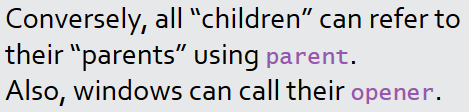 Conversely, all “children” can refer to
their “parents” using parent.
Also, windows can call their opener.